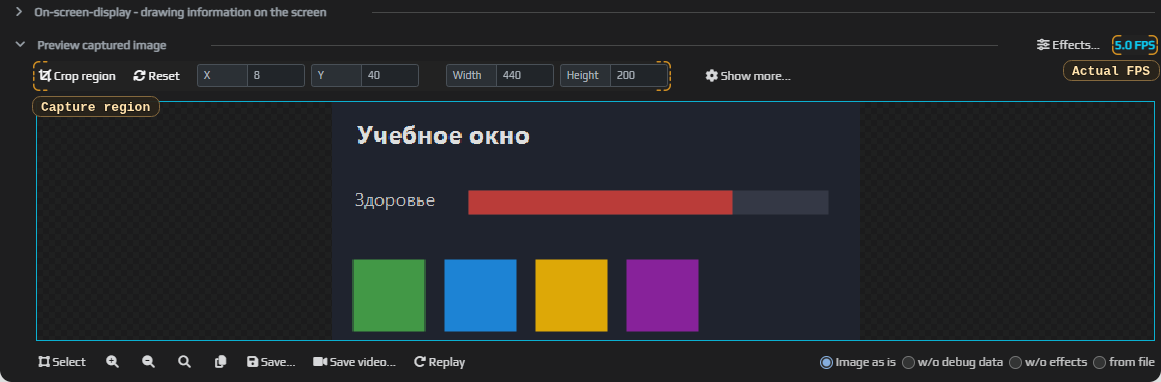 On-screen-display - drawing information on the screen
Preview captured image
Effects... 5.0 FPS
Crop region Reset X 8 Y 40 Width 440 Height 200 Show more...
Actual FPS
Capture region
Учебное окно
Здоровье
Select Save... Save video... Replay Image as is w/o debug data w/o effects from file